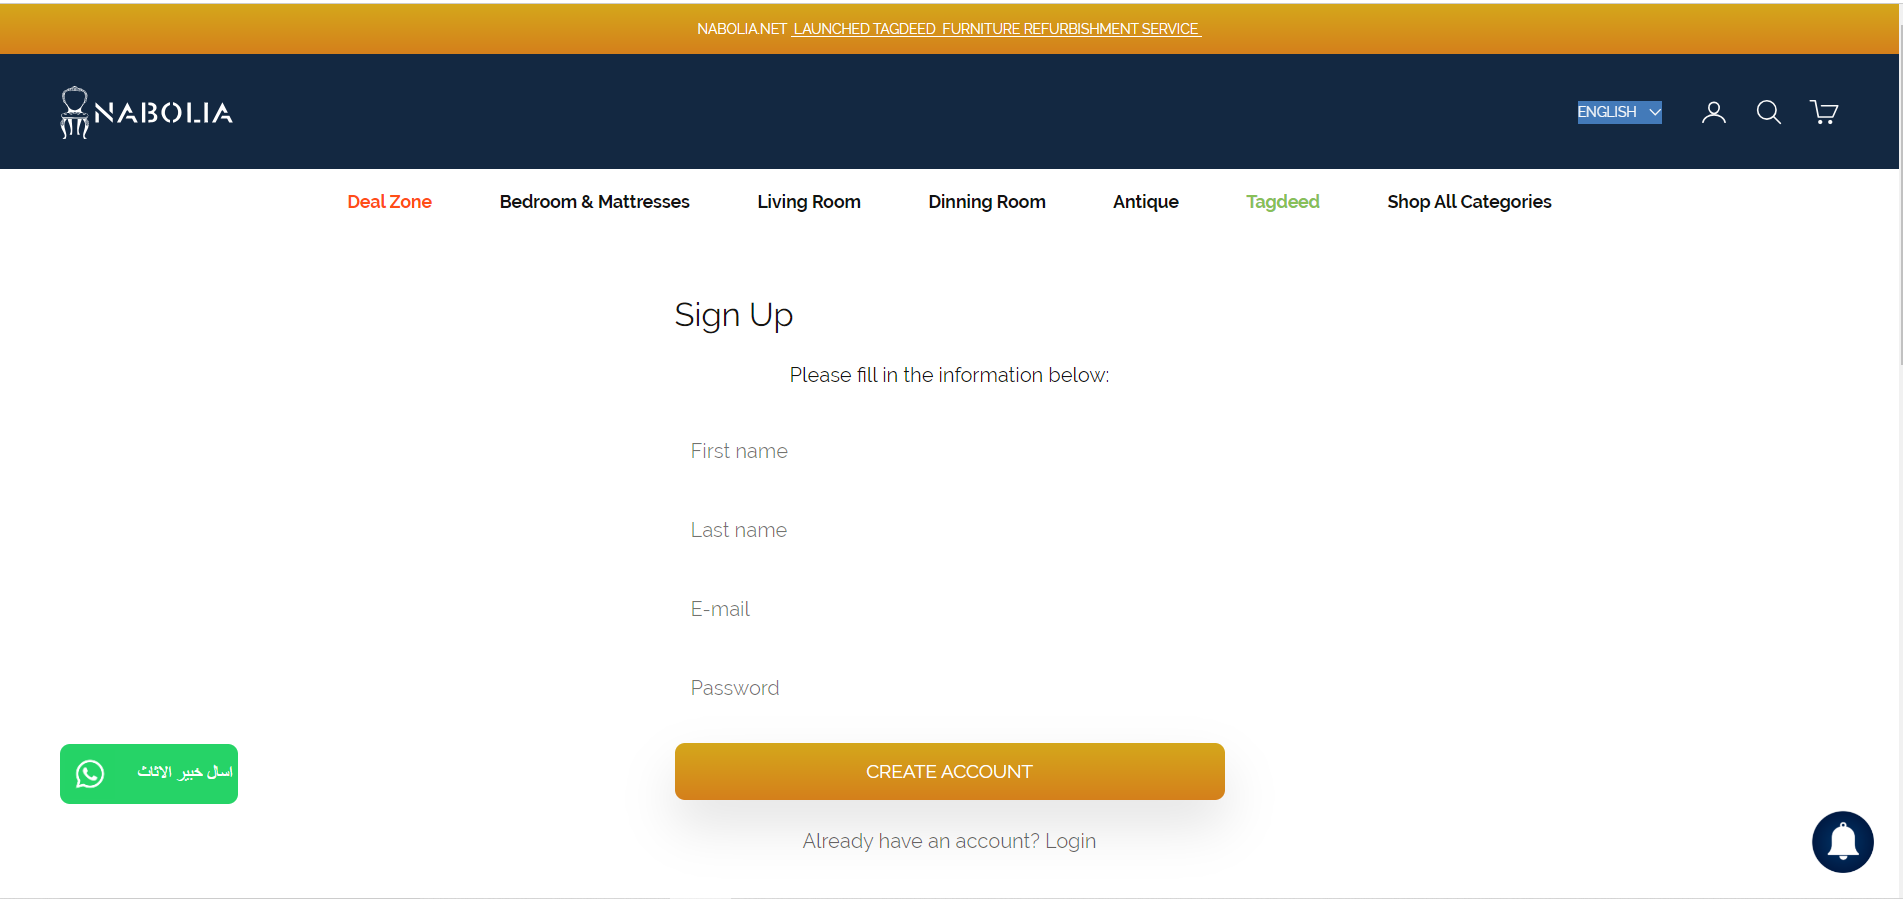 NABOLIA.NET LAUNCHED TAGDEED FURNITURE REFURBISHMENT SERVICE
NABOLIA
ENGLISH
Deal Zone Bedroom & Mattresses Living Room Dinning Room Antique Tagdeed Shop All Categories
Sign Up
Please fill in the information below:
First name
Last name
E-mail
Password
اسال خبير الاثاث
CREATE ACCOUNT
Already have an account? Login